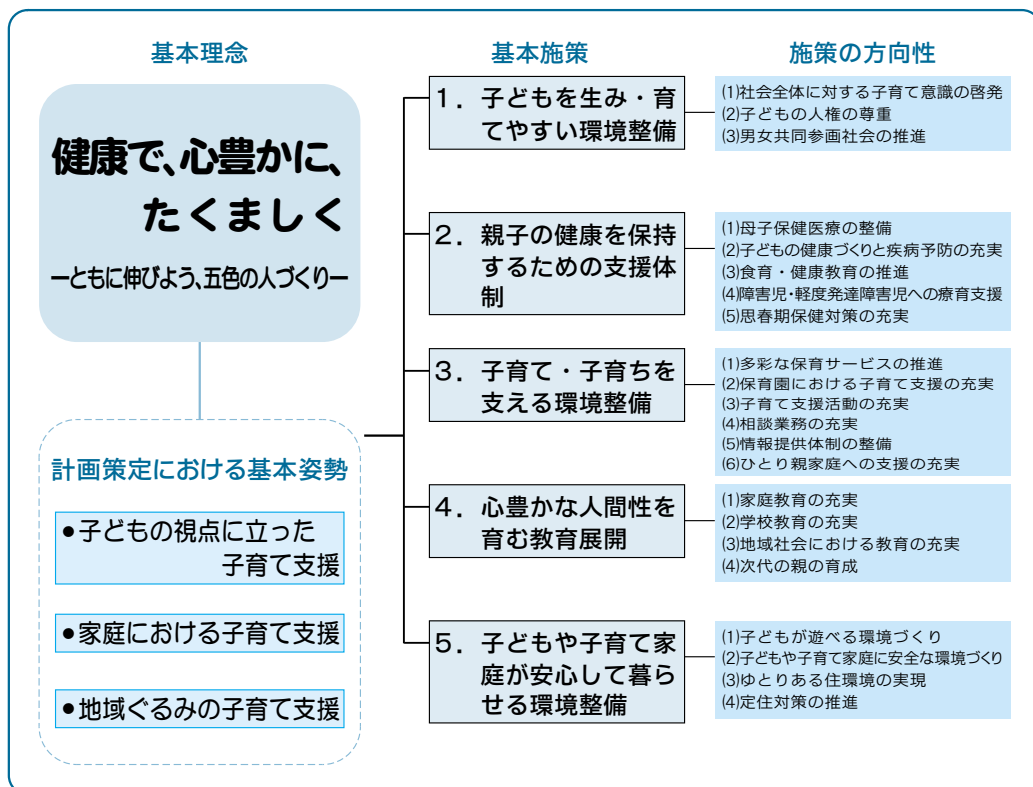 基本理念
健康で、心豊かに、
たくましく
ーともに伸びよう、五色の人づくりー
計画策定における基本姿勢
●子どもの視点に立った
子育て支援
●家庭における子育て支援
●地域ぐるみの子育て支援
基本施策
1．子どもを生み・育
てやすい環境整備
2．親子の健康を保持
するための支援体
制
3．子育て・子育ちを
支える環境整備
4．心豊かな人間性を
育む教育展開
5．子どもや子育て家
庭が安心して暮ら
せる環境整備
施策の方向性
⑴社会全体に対する子育て意識の啓発
⑵子どもの人権の尊重
⑶男女共同参画社会の推進
⑴母子保健医療の整備
⑵子どもの健康づくりと疾病予防の充実
⑶食育・健康教育の推進
⑷障害児・軽度発達障害児への療育支援
⑸思春期保健対策の充実
⑴多彩な保育サービスの推進
⑵保育園における子育て支援の充実
⑶子育て支援活動の充実
⑷相談業務の充実
⑸情報提供体制の整備
⑹ひとり親家庭への支援の充実
⑴家庭教育の充実
⑵学校教育の充実
⑶地域社会における教育の充実
⑷次代の親の育成
⑴子どもが遊べる環境づくり
⑵子どもや子育て家庭に安全な環境づくり
⑶ゆとりある住環境の実現
⑷定住対策の推進